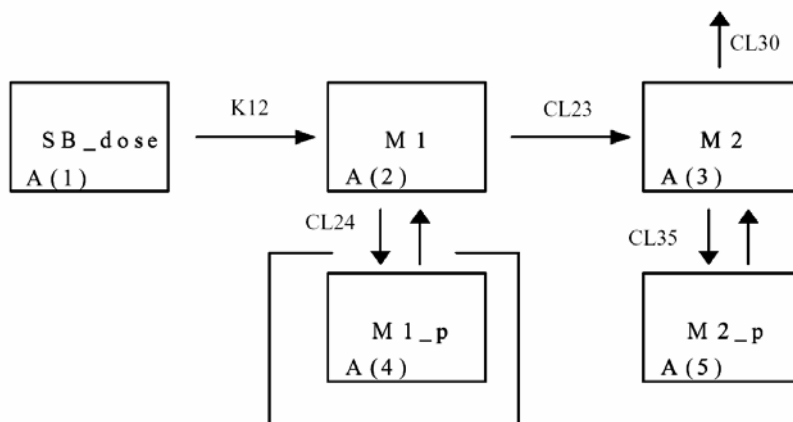 CL30
K12
CL23
SB_dose
A(1)
M1
A(2)
M2
A(3)
CL24
CL35
M1_p
A(4)
M2_p
A(5)